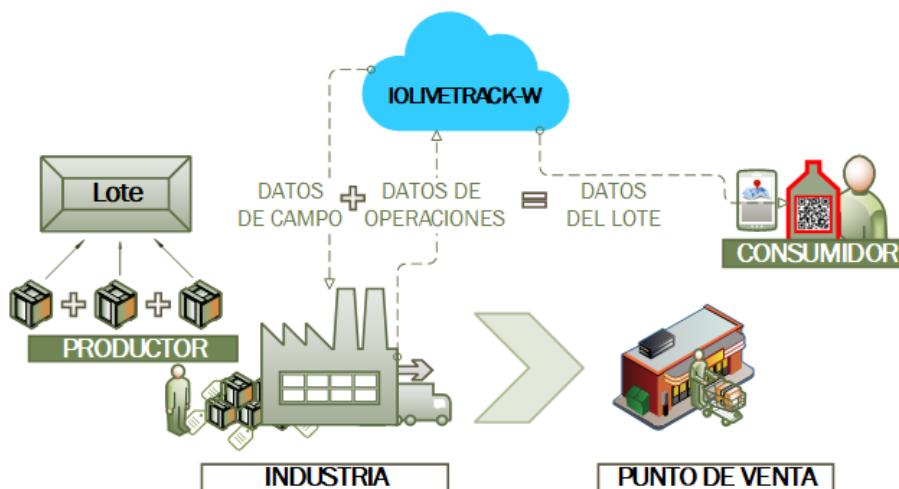 IOLIVETRACK-W
Lote
DATOS
DE CAMPO
DATOS DE
OPERACIONES
DATOS
DEL LOTE
CONSUMIDOR
PRODUCTOR
INDUSTRIA
PUNTO DE VENTA